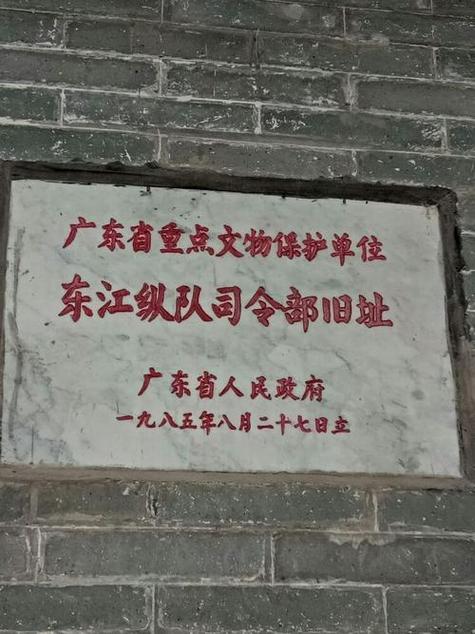 广东省重点文物保护单位
东江纵队司令部旧址
广东省人民政府
一九八五年八月二十七日立